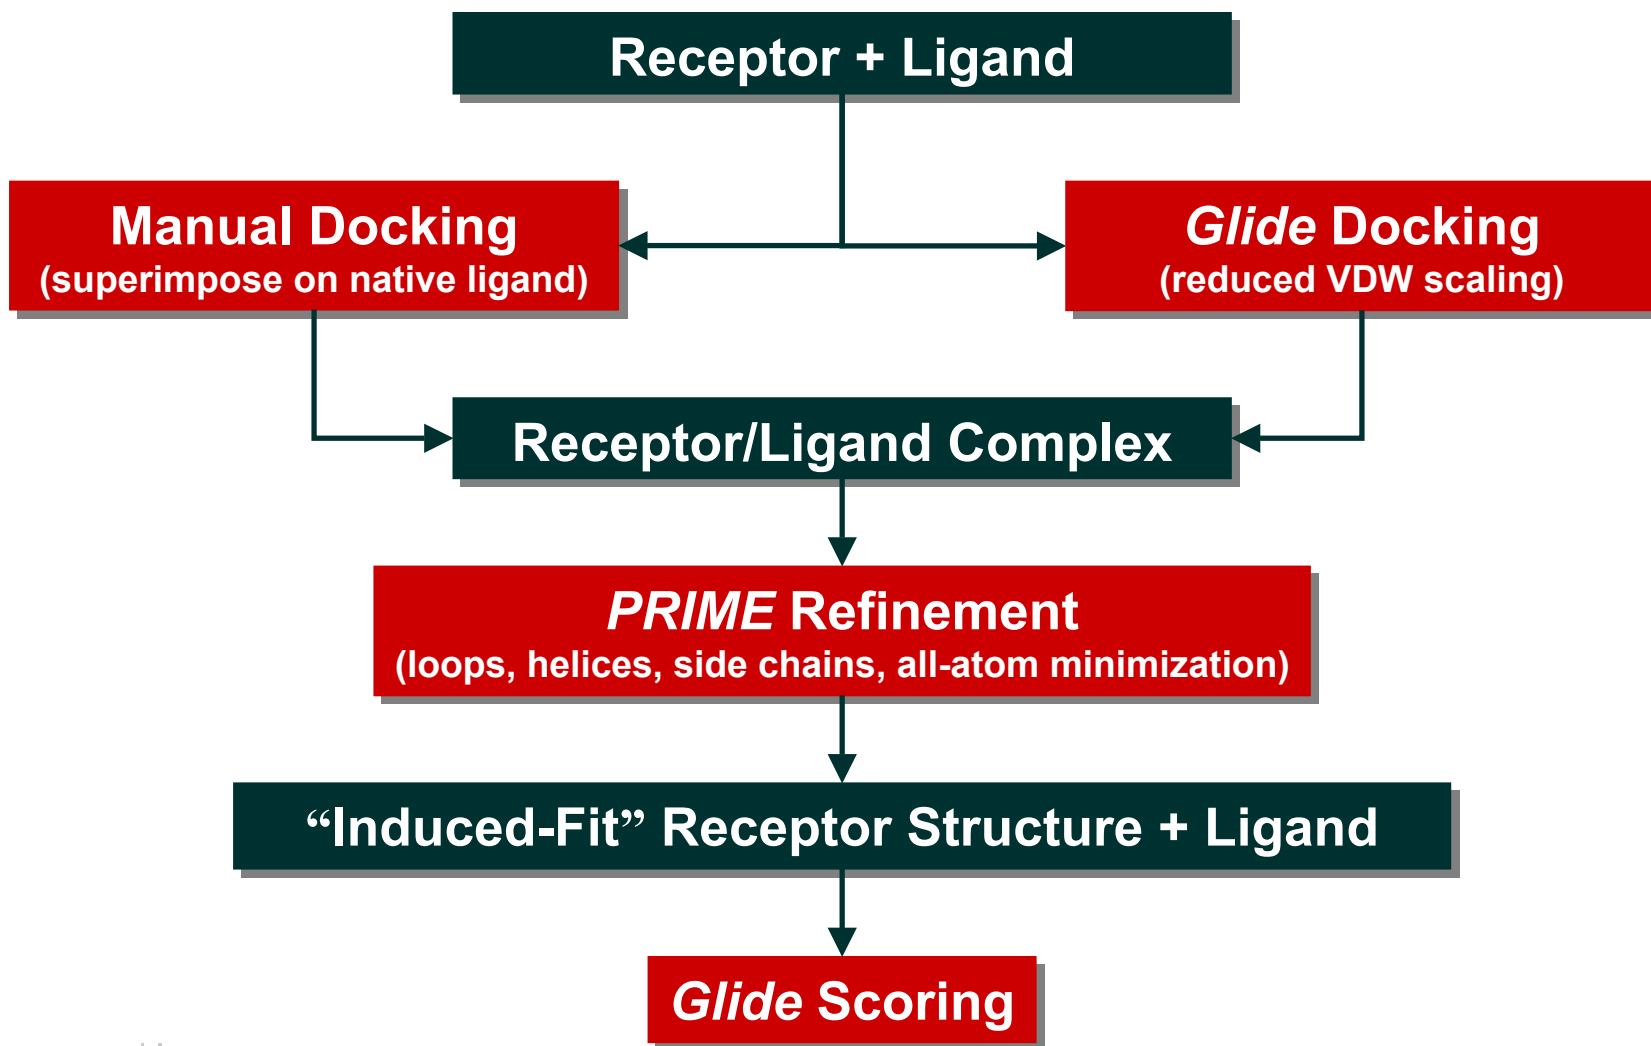 Receptor + Ligand
Manual Docking
(superimpose on native ligand)
Glide Docking
(reduced VDW scaling)
Receptor/Ligand Complex
PRIME Refinement
(loops, helices, side chains, all-atom minimization)
“Induced-Fit” Receptor Structure + Ligand
Glide Scoring